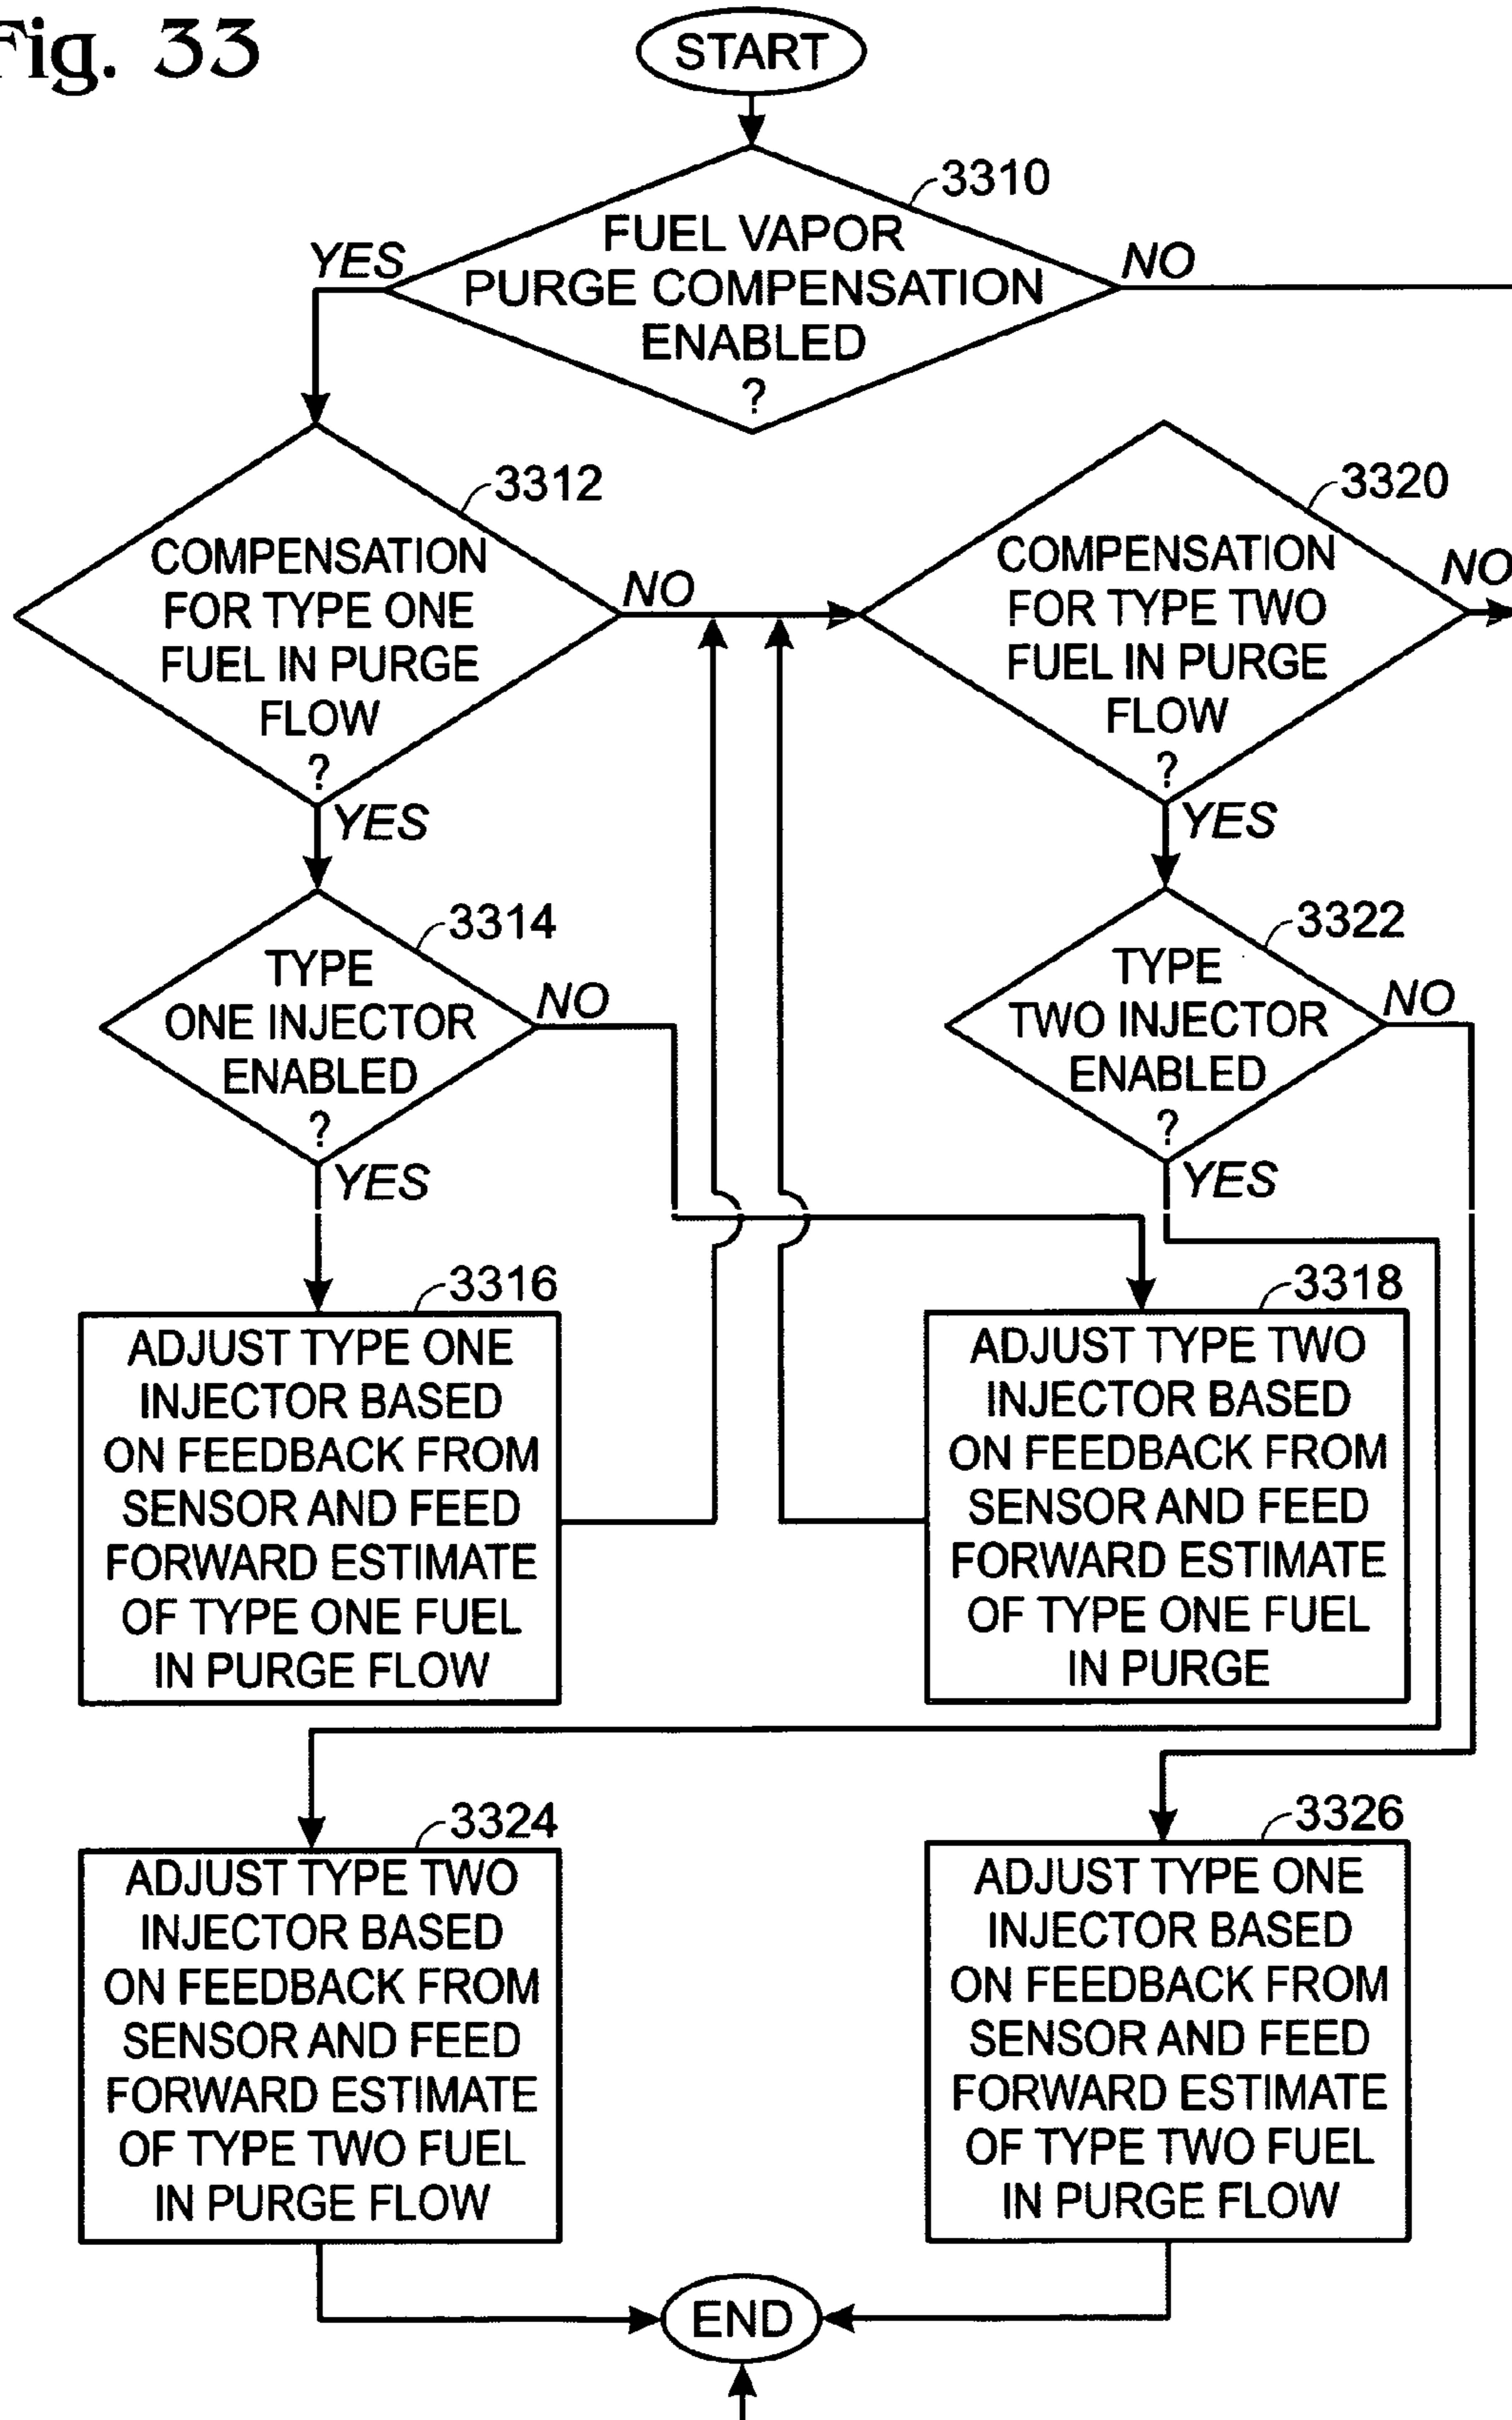 Fig. 33
START
3310
FUEL VAPOR
PURGE COMPENSATION
ENABLED
?
YES
NO
3312
COMPENSATION
FOR TYPE ONE
FUEL IN PURGE
FLOW
?
NO
YES
3320
COMPENSATION
FOR TYPE TWO
FUEL IN PURGE
FLOW
?
NO
YES
3314
TYPE
ONE INJECTOR
ENABLED
?
NO
YES
3322
TYPE
TWO INJECTOR
ENABLED
?
NO
YES
3316
ADJUST TYPE ONE
INJECTOR BASED
ON FEEDBACK FROM
SENSOR AND FEED
FORWARD ESTIMATE
OF TYPE ONE FUEL
IN PURGE FLOW
3318
ADJUST TYPE TWO
INJECTOR BASED
ON FEEDBACK FROM
SENSOR AND FEED
FORWARD ESTIMATE
OF TYPE ONE FUEL
IN PURGE
3324
ADJUST TYPE TWO
INJECTOR BASED
ON FEEDBACK FROM
SENSOR AND FEED
FORWARD ESTIMATE
OF TYPE TWO FUEL
IN PURGE FLOW
3326
ADJUST TYPE ONE
INJECTOR BASED
ON FEEDBACK FROM
SENSOR AND FEED
FORWARD ESTIMATE
OF TYPE TWO FUEL
IN PURGE FLOW
END